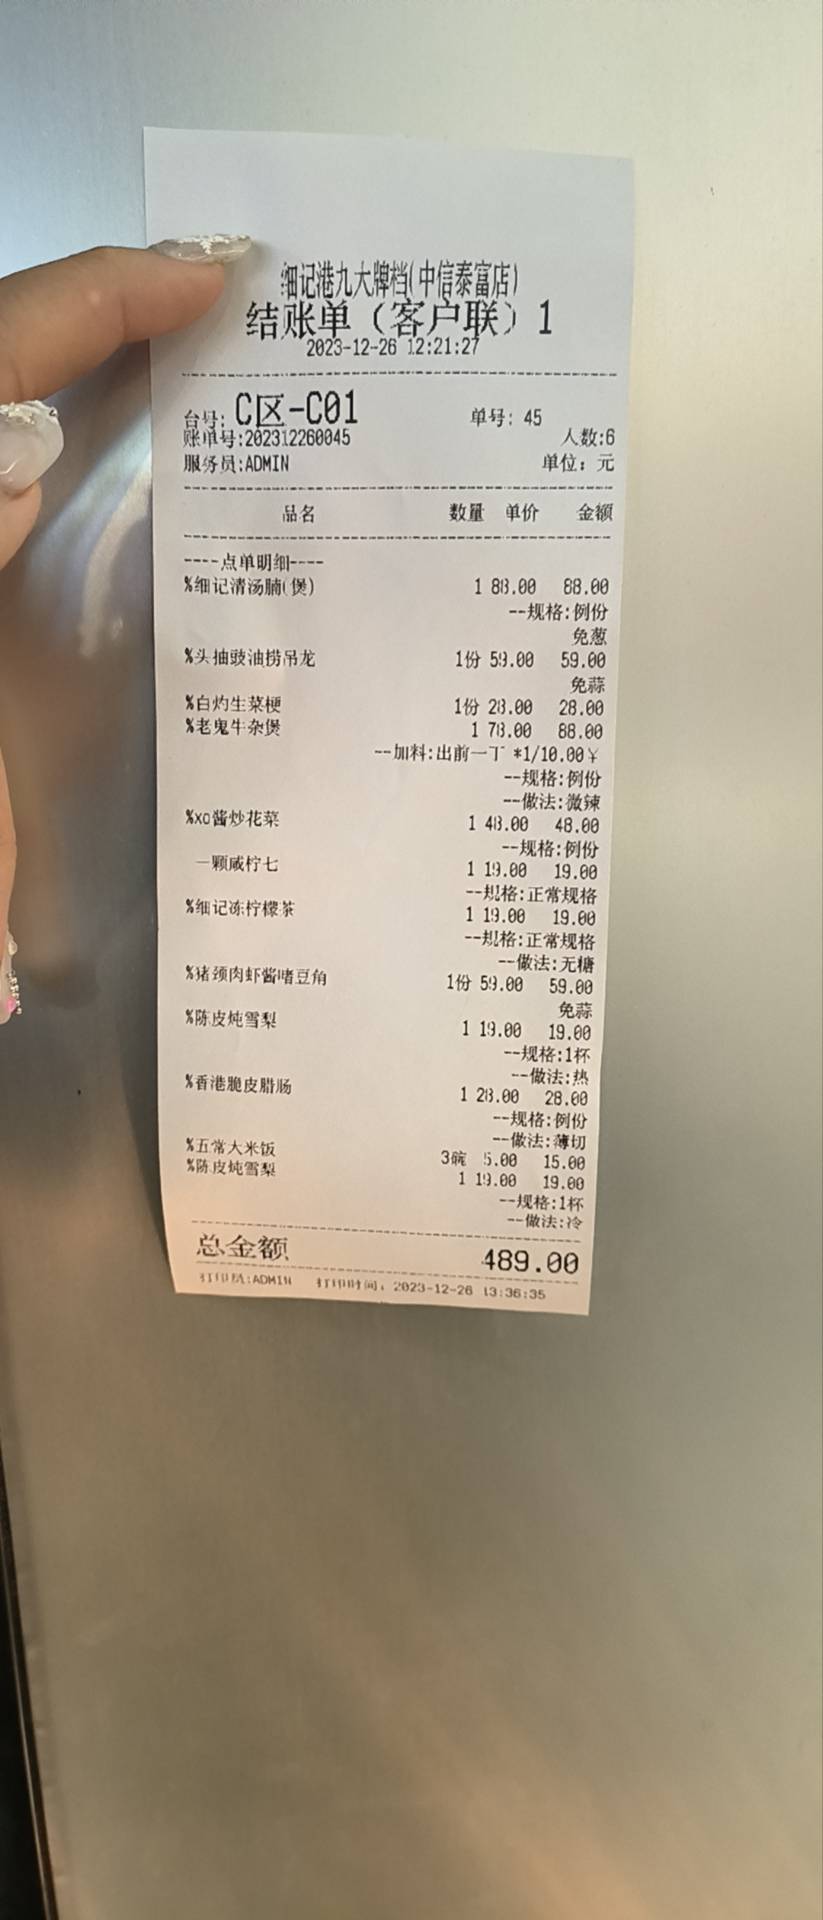 细记港九大牌档(中信泰富店)
结账单（客户联）1
2023-12-26 12:21:27
台号: C区-C01 单号: 45
账单号:202312260045 人数:6
服务员:ADMIN 单位: 元
品名 数量 单价 金额
----点单明细----
%细记清汤腩(煲) 1 88.00 88.00
--规格:例份
免葱
%头抽豉油捞吊龙 1份 59.00 59.00
免蒜
%白灼生菜梗 1份 28.00 28.00
%老鬼牛杂煲 1 78.00 88.00
--加料:出前一丁 *1/10.00¥
--规格:例份
--做法:微辣
%xo酱炒花菜 1 48.00 48.00
--规格:例份
一颗咸柠七 1 19.00 19.00
--规格:正常规格
%细记冻柠檬茶 1 19.00 19.00
--规格:正常规格
--做法:无糖
%猪颈肉虾酱啫豆角 1份 59.00 59.00
免蒜
%陈皮炖雪梨 1 19.00 19.00
--规格:1杯
--做法:热
%香港脆皮腊肠 1 28.00 28.00
--规格:例份
--做法:薄切
%五常大米饭 3碗 5.00 15.00
%陈皮炖雪梨 1 19.00 19.00
--规格:1杯
--做法:冷
总金额 489.00
打印员:ADMIN 打印时间: 2023-12-26 13:36:35